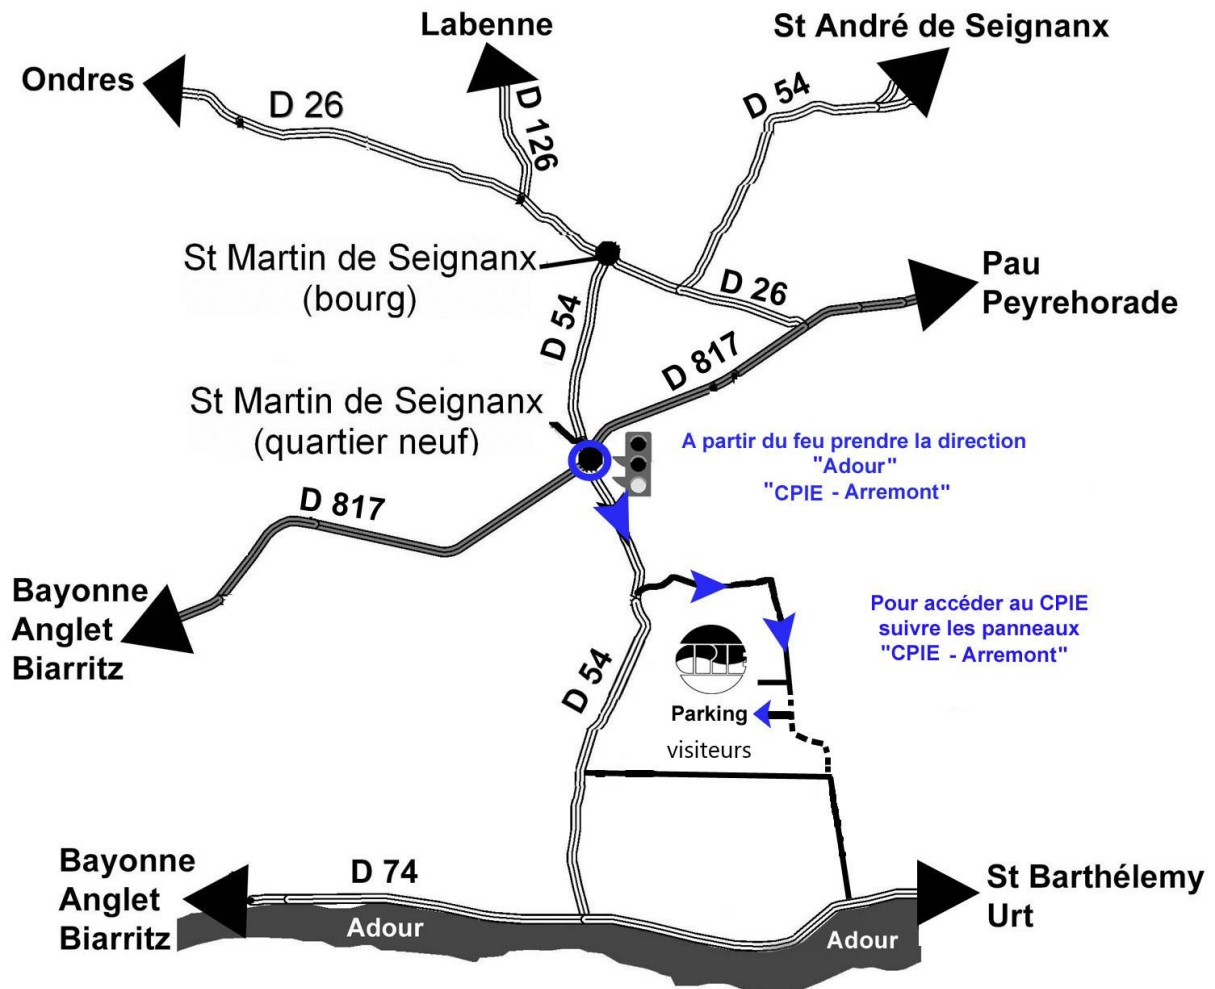 Labenne
St André de Seignanx
Ondres
D 26
D 126
D 54
St Martin de Seignanx
(bourg)
D 26
Pau
Peyrehorade
D 54
D 817
St Martin de Seignanx
(quartier neuf)
A partir du feu prendre la direction
"Adour"
"CPIE - Arremont"
D 817
Bayonne
Anglet
Biarritz
Pour accéder au CPIE
suivre les panneaux
"CPIE - Arremont"
D 54
CPIE
Parking
visiteurs
Bayonne
Anglet
Biarritz
D 74
St Barthélemy
Urt
Adour
Adour